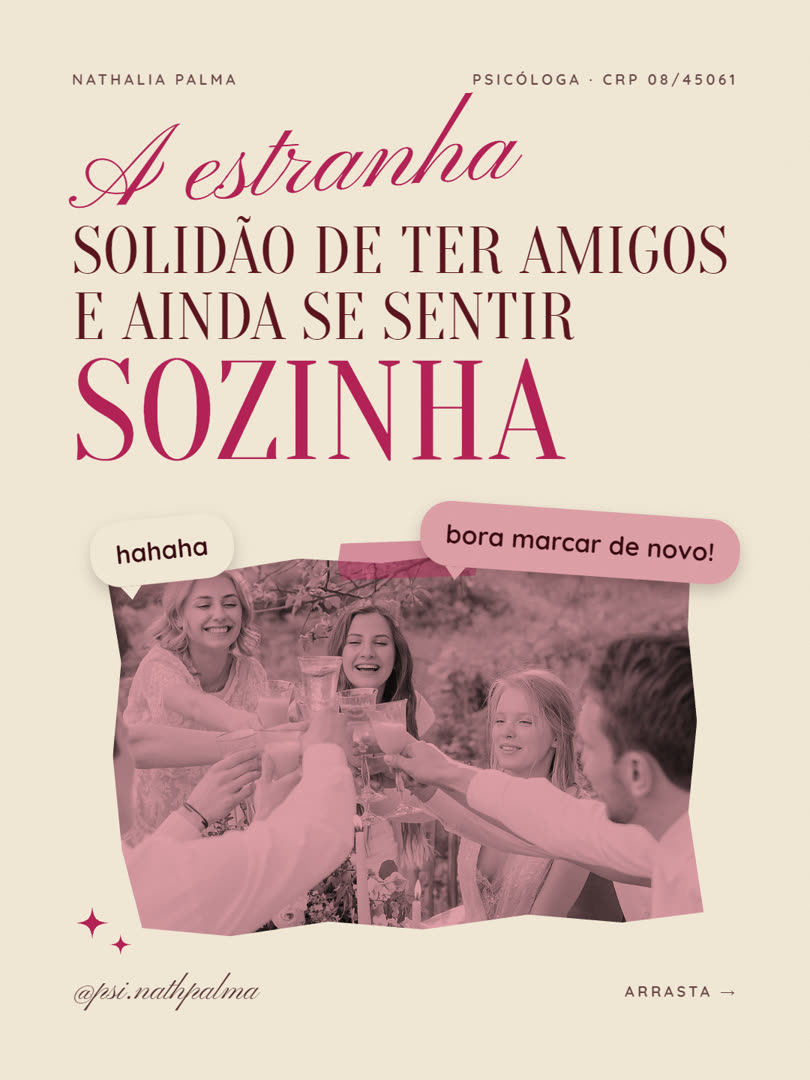 NATHALIA PALMA
PSICÓLOGA · CRP 08/45061
A estranha
SOLIDÃO DE TER AMIGOS
E AINDA SE SENTIR
SOZINHA
hahaha
bora marcar de novo!
@psi.nathpalma
ARRASTA →